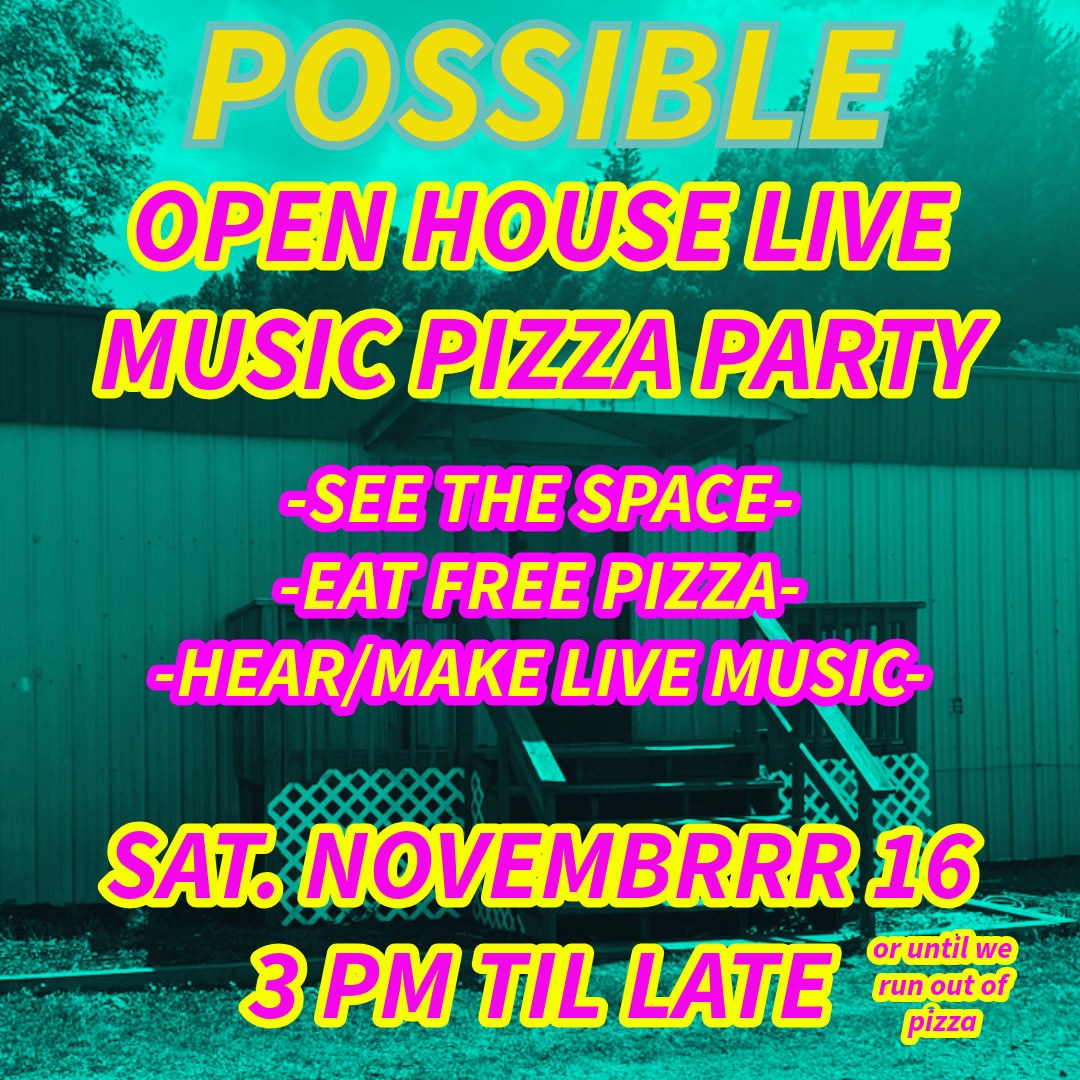 POSSIBLE
OPEN HOUSE LIVE
MUSIC PIZZA PARTY
-SEE THE SPACE-
-EAT FREE PIZZA-
-HEAR/MAKE LIVE MUSIC-
SAT. NOVEMBRRR 16
3 PM TIL LATE
or until we
run out of
pizza